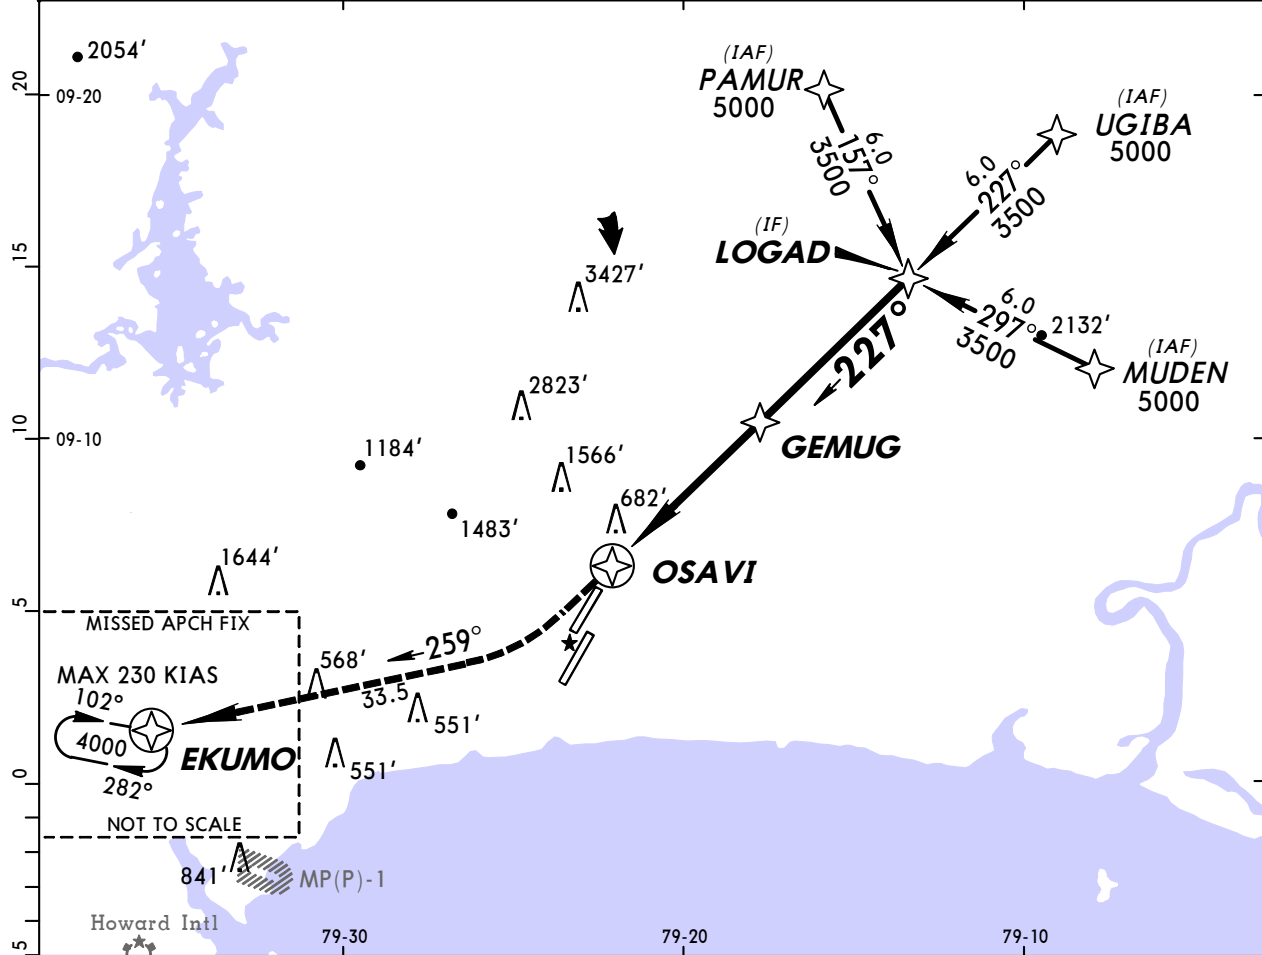 2054'
20
09-20
(IAF)
PAMUR
5000
(IAF)
UGIBA
5000
6.0
157°
3500
6.0
227°
3500
(IF)
LOGAD
15
3427'
6.0
297°
3500
2132'
(IAF)
MUDEN
5000
227°
2823'
10
09-10
1184'
1566'
GEMUG
682'
1483'
1644'
OSAVI
5
MISSED APCH FIX
259°
568'
MAX 230 KIAS
102°
33.5
551'
4000
EKUMO
282°
551'
0
NOT TO SCALE
841'
MP(P)-1
Howard Intl
5
79-30
79-20
79-10